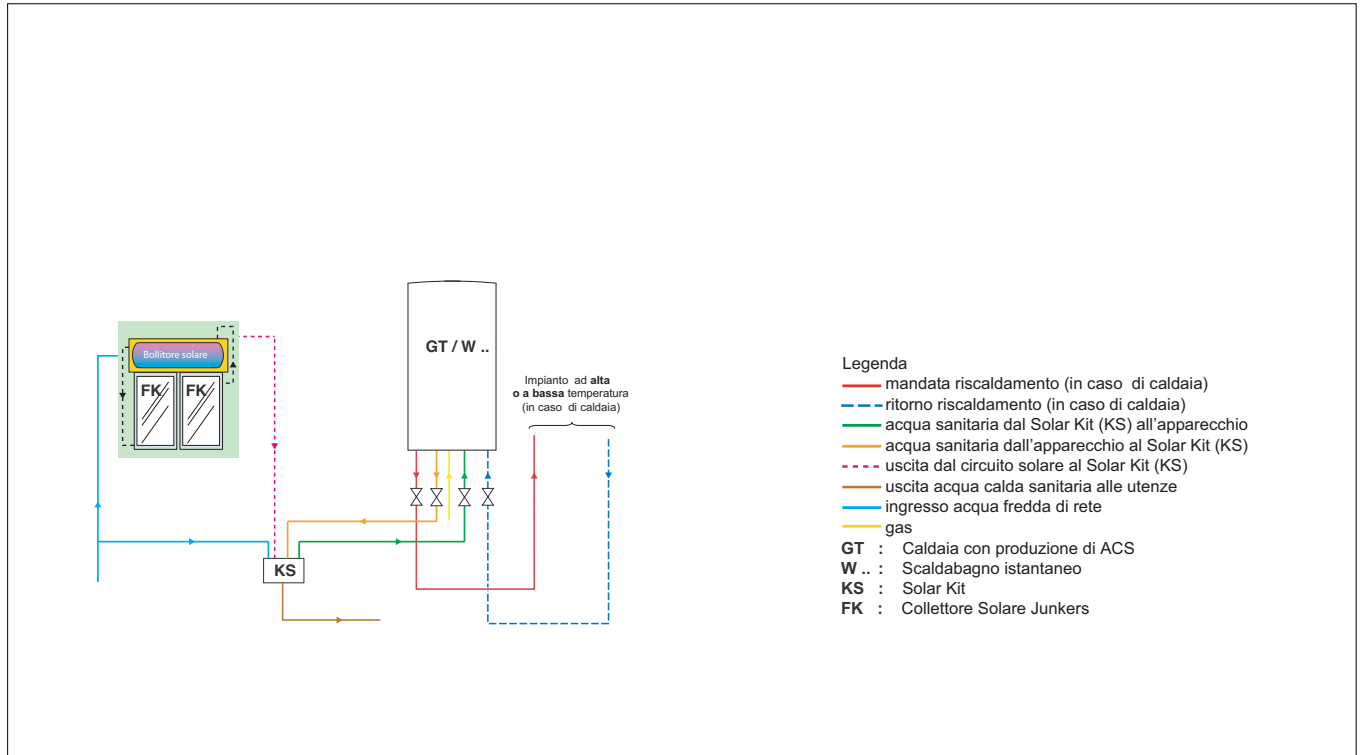 Bollitore solare
FK
FK
GT / W ..
Impianto ad alta
o a bassa temperatura
(in caso di caldaia)
KS
Legenda
mandata riscaldamento (in caso di caldaia)
ritorno riscaldamento (in caso di caldaia)
acqua sanitaria dal Solar Kit (KS) all'apparecchio
acqua sanitaria dall'apparecchio al Solar Kit (KS)
uscita dal circuito solare al Solar Kit (KS)
uscita acqua calda sanitaria alle utenze
ingresso acqua fredda di rete
gas
GT : Caldaia con produzione di ACS
W .. : Scaldabagno istantaneo
KS : Solar Kit
FK : Collettore Solare Junkers